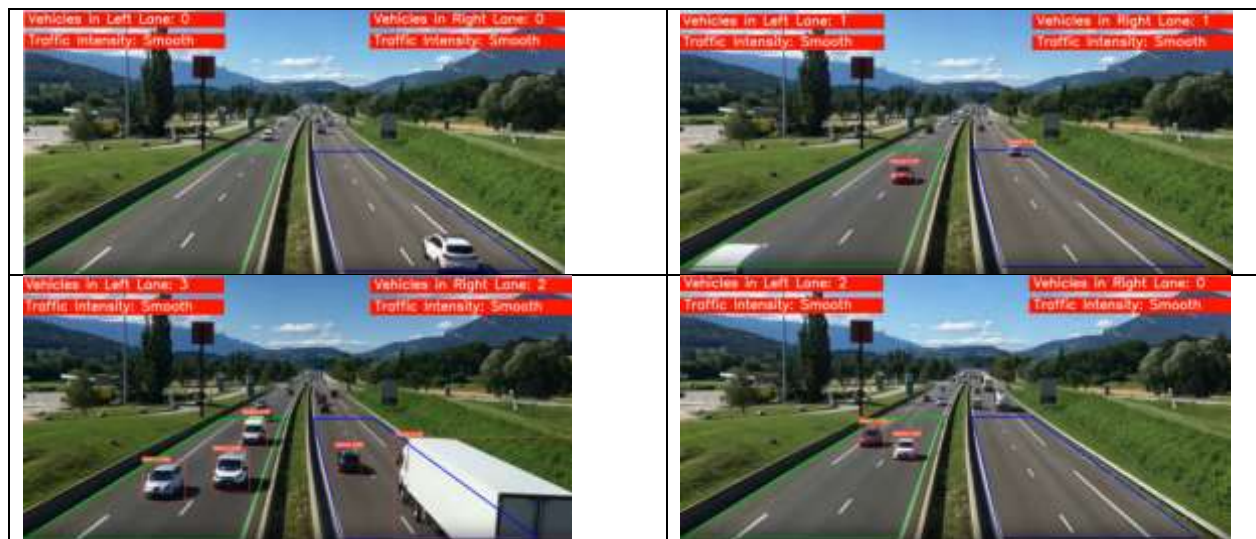 Vehicles in Left Lane: 0
Vehicles in Right Lane: 0
Traffic Intensity: Smooth
Traffic Intensity: Smooth
Vehicles in Left Lane: 1
Vehicles in Right Lane: 1
Traffic Intensity: Smooth
Traffic Intensity: Smooth
Vehicles in Left Lane: 3
Vehicles in Right Lane: 2
Traffic Intensity: Smooth
Traffic Intensity: Smooth
Vehicles in Left Lane: 2
Vehicles in Right Lane: 0
Traffic Intensity: Smooth
Traffic Intensity: Smooth